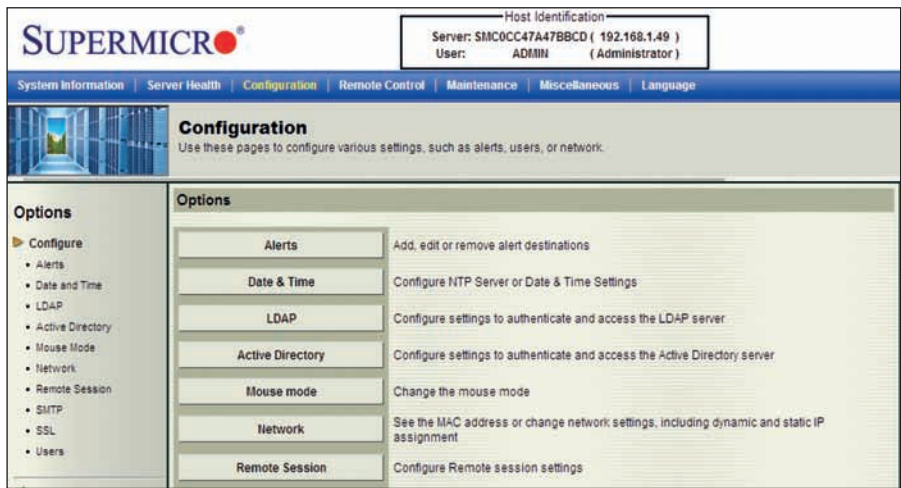 SUPERMICRO®
Host Identification
Server: SMC0CC47A47BBCD ( 192.168.1.49 )
User: ADMIN ( Administrator )
System Information | Server Health | Configuration | Remote Control | Maintenance | Miscellaneous | Language
Configuration
Use these pages to configure various settings, such as alerts, users, or network.
Options
Configure
• Alerts
• Date and Time
• LDAP
• Active Directory
• Mouse Mode
• Network
• Remote Session
• SMTP
• SSL
• Users
Options
Alerts Add, edit or remove alert destinations
Date & Time Configure NTP Server or Date & Time Settings
LDAP Configure settings to authenticate and access the LDAP server
Active Directory Configure settings to authenticate and access the Active Directory server
Mouse mode Change the mouse mode
Network See the MAC address or change network settings, including dynamic and static IP
assignment
Remote Session Configure Remote session settings